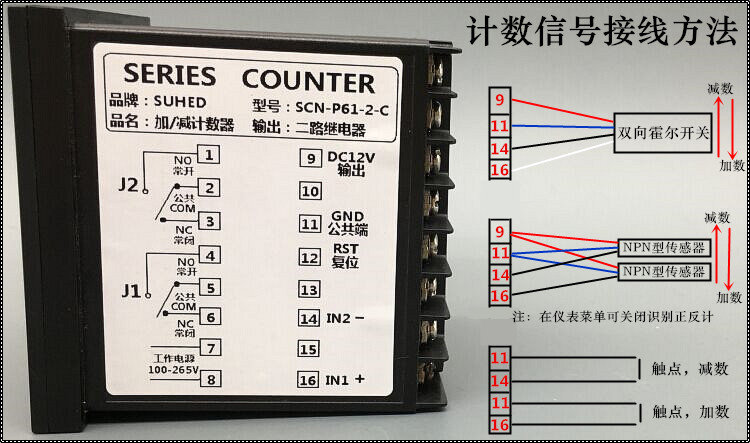 计数信号接线方法
SERIES COUNTER
品牌：SUHED 型号：SCN-P61-2-C
品名：加/减计数器 输出：二路继电器
J2
NO
常开
1
公共
COM
2
NC
常闭
3
J1
NO
常开
4
公共
COM
5
NC
常闭
6
工作电源
100-265V
7
8
9 DC12V
输出
10
11 GND
公共端
12 RST
复位
13
14 IN2 -
15
16 IN1 +
9
11
14
16
双向霍尔开关
减数
加数
9
11
14
16
NPN型传感器
NPN型传感器
减数
加数
注：在仪表菜单可关闭识别正反计
11
14
触点，减数
11
16
触点，加数